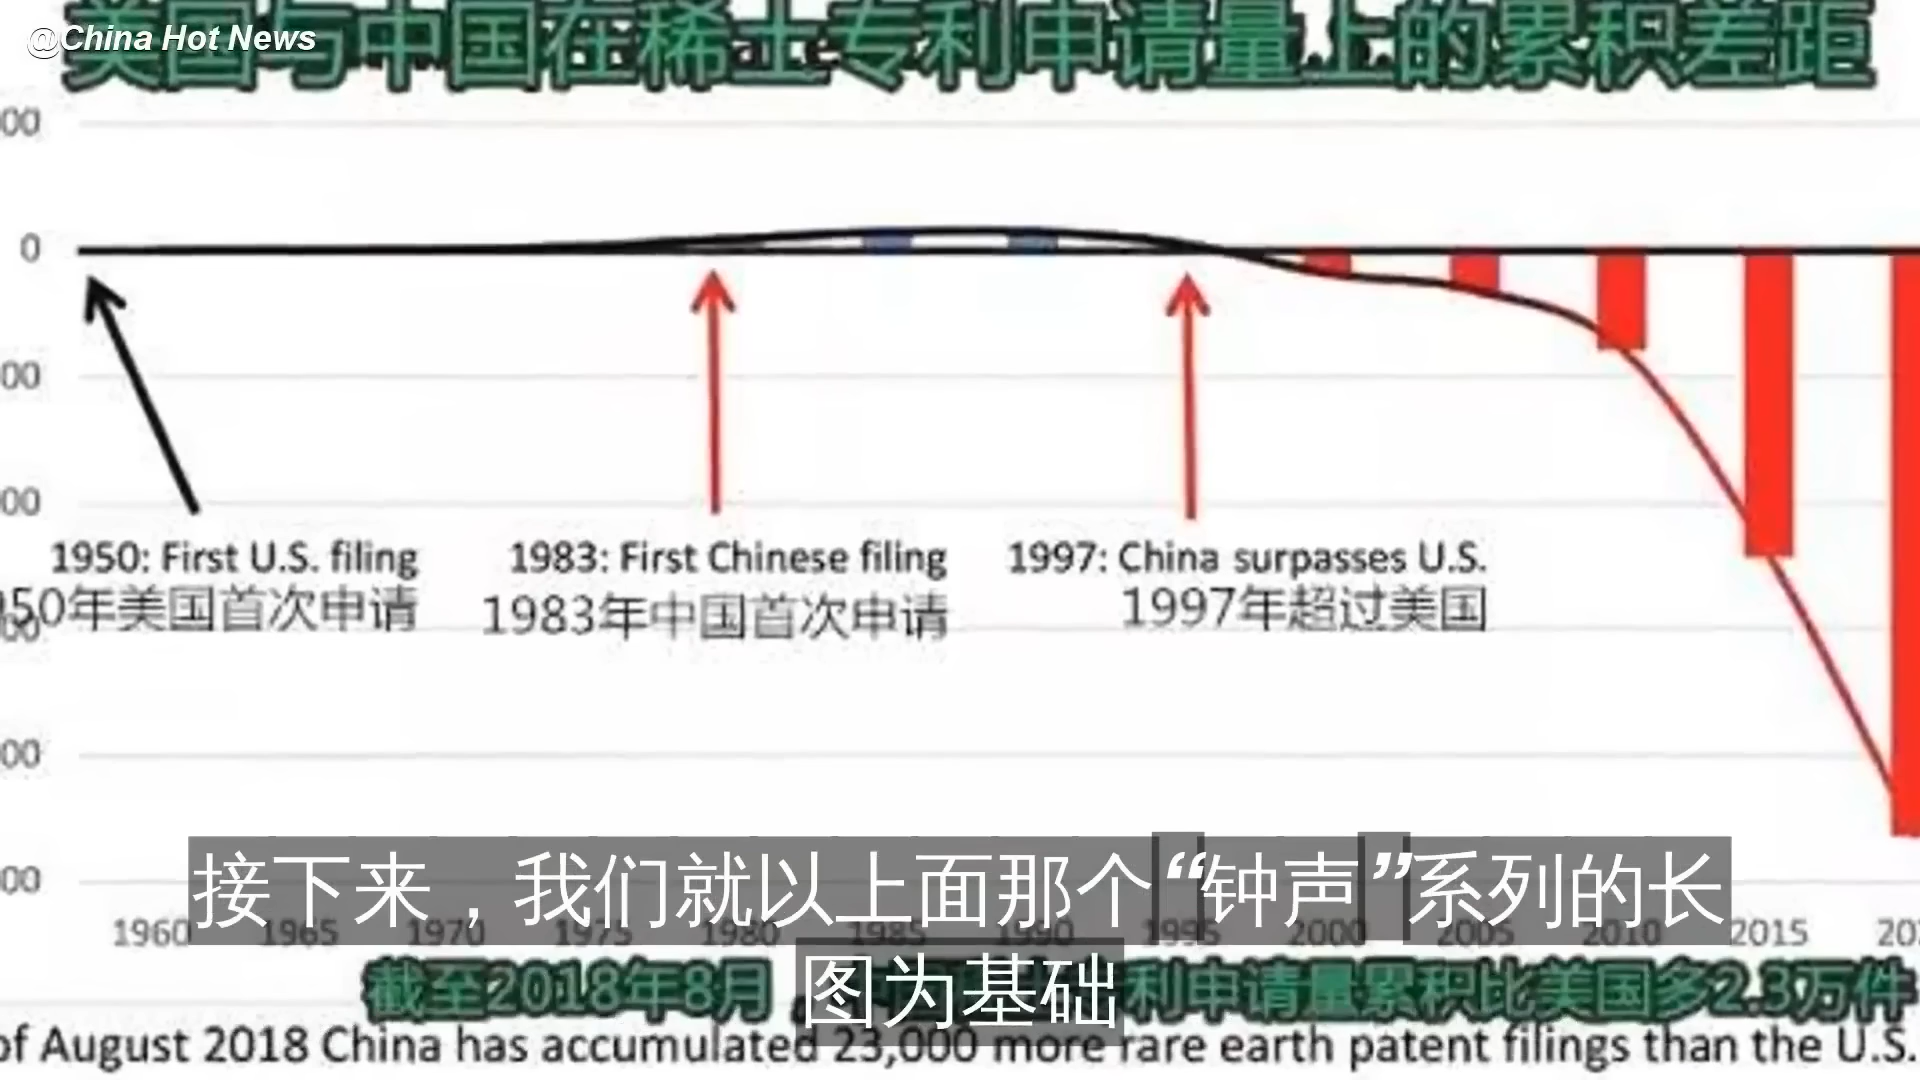 @China Hot News
美国与中国在稀土专利申请量上的累积差距
00
0
00
00
1950: First U.S. filing
50年美国首次申请
1983: First Chinese filing
1983年中国首次申请
1997: China surpasses U.S.
1997年超过美国
00
00
接下来，我们就以上面那个“钟声”系列的长
图为基础
1960 1965 1970 1975 1980 1985 1990 1995 2000 2005 2010 2015 20
截至2018年8月 利申请量累积比美国多2.3万件
of August 2018 China has accumulated 23,000 more rare earth patent filings than the U.S.